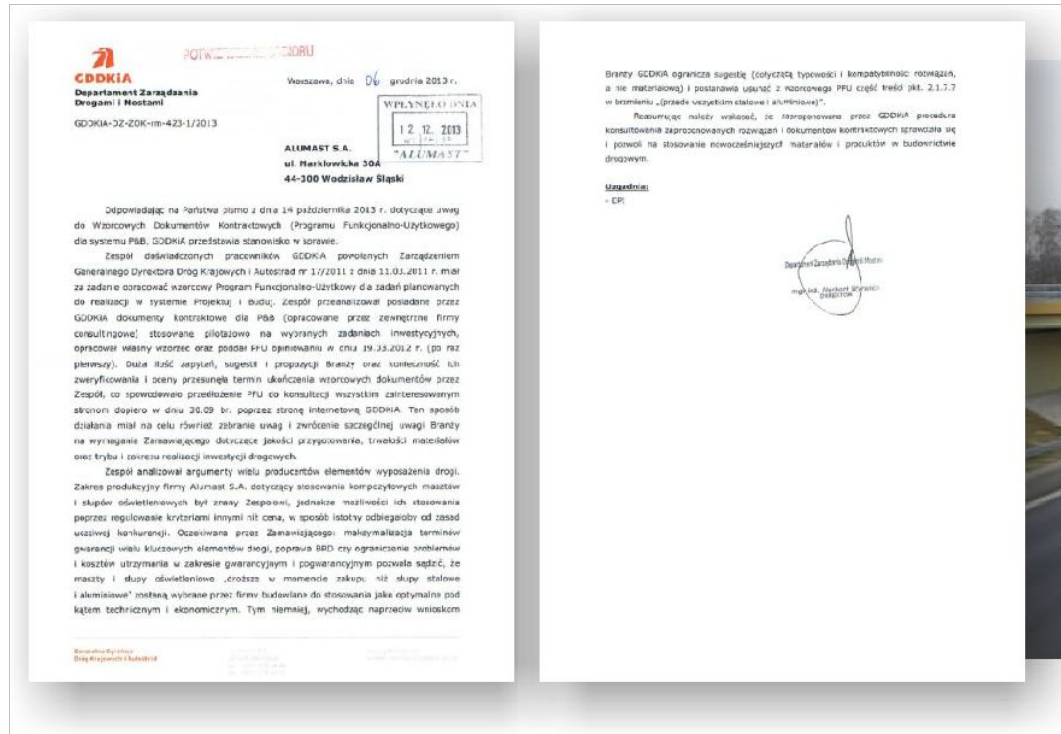 GDDKiA
Departament Zarządzania
Drogami i Mostami
GDDKIA-DZ-ZOK-rm-423-1/2013
Warszawa, dnia 06 grudnia 2013 r.
WPŁYNĘŁO DNIA
12. 12. 2013
"ALUMAST"
ALUMAST S.A.
ul. Marklowicka 30A
44-300 Wodzisław Śląski
Odpowiadając na Państwa pismo z dnia 14 października 2013 r. dotyczące uwag
do Wzorcowych Dokumentów Kontraktowych (Programu Funkcjonalno-Użytkowego)
dla systemu P&B, GDDKiA przedstawia stanowisko w sprawie.
Zespół doświadczonych pracowników GDDKiA powołanych Zarządzeniem
Generalnego Dyrektora Dróg Krajowych i Autostrad nr 17/2011 z dnia 11.03.2011 r. miał
za zadanie opracować wzorcowy Program Funkcjonalno-Użytkowy dla zadań planowanych
do realizacji w systemie Projektuj i Buduj. Zespół przeanalizował posiadane przez
GDDKiA dokumenty kontraktowe dla P&B (opracowane przez zewnętrzne firmy
consultingowe) stosowane pilotażowo na wybranych zadaniach inwestycyjnych,
opracował własny wzorzec oraz poddał PFU opiniowaniu w dniu 19.03.2012 r. (po raz
pierwszy). Duża ilość zapytań, sugestii i propozycji Branży oraz konieczność ich
zweryfikowania i oceny przesunęła termin ukończenia wzorcowych dokumentów przez
Zespół, co spowodowało przedłożenie PFU do konsultacji wszystkim zainteresowanym
stronom dopiero w dniu 30.09 br. poprzez stronę internetową GDDKiA. Ten sposób
działania miał na celu również zebranie uwag i zwrócenie szczególnej uwagi Branży
na wymagania Zamawiającego dotyczące jakości przygotowania, trwałości materiałów
oraz trybu i zakresu realizacji inwestycji drogowych.
Zespół analizował argumenty wielu producentów elementów wyposażenia drogi.
Zakres produkcyjny firmy Alumast S.A. dotyczący stosowania kompozytowych masztów
i słupów oświetleniowych był znany Zespołowi, jednakże możliwości ich stosowania
poprzez regulowanie kryteriami innymi niż cena, w sposób istotny odbiegałoby od zasad
uczciwej konkurencji. Oczekiwana przez Zamawiającego: maksymalizacja terminów
gwarancji wielu kluczowych elementów drogi, poprawa BRD czy ograniczenie problemów
i kosztów utrzymania w zakresie gwarancyjnym i pogwarancyjnym pozwala sądzić, że
maszty i słupy oświetleniowe „droższe w momencie zakupu niż słupy stalowe
i aluminiowe" zostaną wybrane przez firmy budowlane do stosowania jako optymalne pod
kątem technicznym i ekonomicznym. Tym niemniej, wychodząc naprzeciw wnioskom
Generalna Dyrekcja
Dróg Krajowych i Autostrad
Branży GDDKiA ogranicza sugestię (dotyczącą typowości i kompatybilności rozwiązań,
a nie materiałową) i postanawia usunąć z wzorcowego PFU część treści pkt. 2.1.7.7
w brzmieniu „(przede wszystkim stalowe i aluminiowe)".
Reasumując należy wskazać, że zaproponowana przez GDDKiA procedura
konsultowania zaproponowanych rozwiązań i dokumentów kontraktowych sprawdziła się
i pozwoli na stosowanie nowocześniejszych materiałów i produktów w budownictwie
drogowym.
Uzgadnia:
- DPI
Departament Zarządzania Drogami i Mostami
mgr inż. Norbert
DYREKTOR